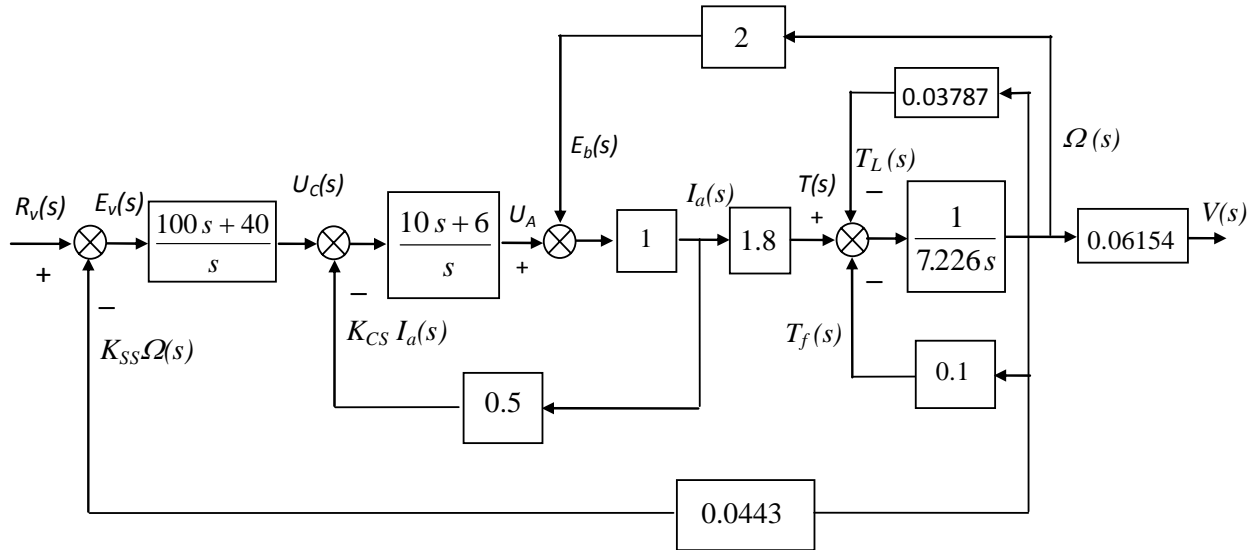 2
0.03787
Ω(s)
E_b(s)
T_L(s)
U_C(s)
I_a(s)
T(s)
R_v(s)
E_v(s)
U_A
V(s)
100 s + 40
s
10 s + 6
s
1
1.8
1
7.226 s
0.06154
+
−
−
+
+
−
−
K_SSΩ(s)
K_CS I_a(s)
T_f(s)
0.5
0.1
0.0443